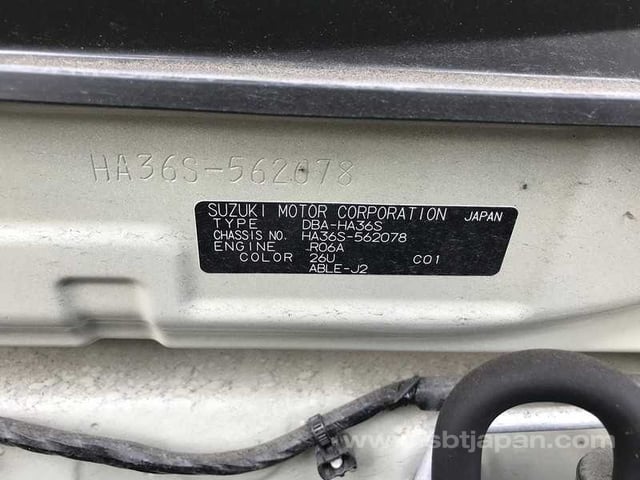 HA36S-562078
SUZUKI MOTOR CORPORATION JAPAN
TYPE DBA-HA36S
CHASSIS NO. HA36S-562078
ENGINE R06A
COLOR 26U C01
ABLE-J2
sbtjapan.com